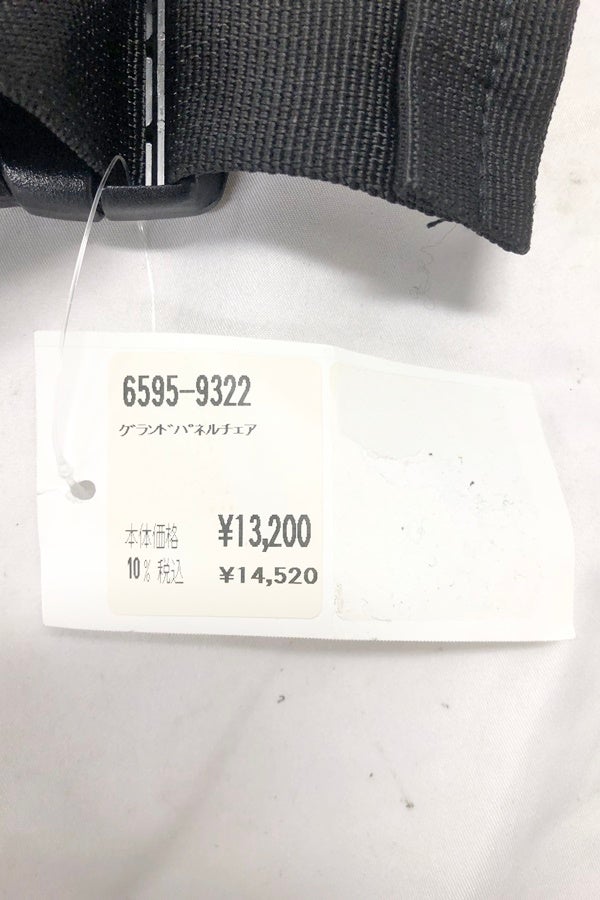 6595-9322
グランドパネルチェア
本体価格 ¥13,200
10% 税込 ¥14,520